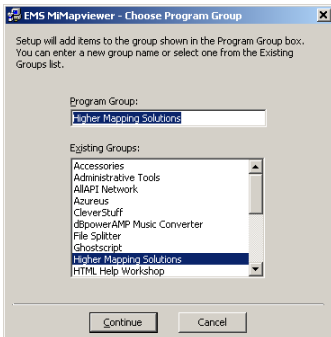 EMS MiMapviewer - Choose Program Group
Setup will add items to the group shown in the Program Group box.
You can enter a new group name or select one from the Existing
Groups list.
Program Group:
Higher Mapping Solutions
Existing Groups:
Accessories
Administrative Tools
AllAPI Network
Azureus
CleverStuff
dBpowerAMP Music Converter
File Splitter
Ghostscript
Higher Mapping Solutions
HTML Help Workshop
Continue
Cancel